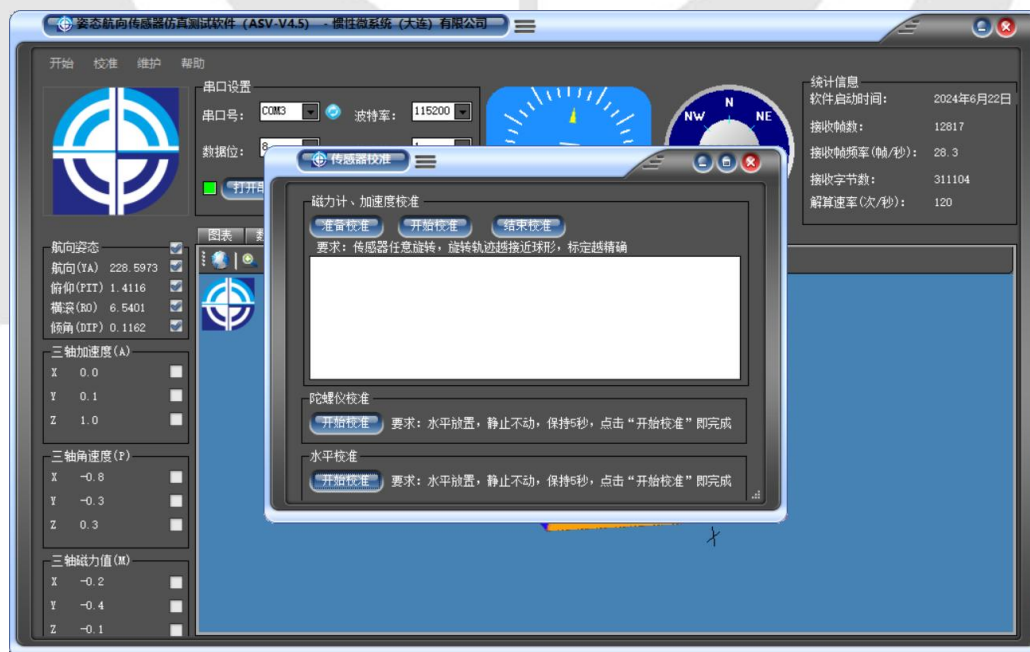 姿态航向传感器仿真测试软件（ASV-V4.5） - 惯性微系统（大连）有限公司
开始 校准 维护 帮助
串口设置
串口号： COM3 波特率： 115200
数据位： 8
打开
NW N NE
统计信息
软件启动时间： 2024年6月22日
接收帧数： 12817
接收帧频率(帧/秒)： 28.3
接收字节数： 311104
解算速率(次/秒)： 120
图表
航向姿态
航向(YA) 228.5973
俯仰(PIT) 1.4116
横滚(RO) 6.5401
倾角(DIP) 0.1162
三轴加速度(A)
X 0.0
Y 0.1
Z 1.0
三轴角速度(P)
X -0.8
Y -0.3
Z 0.3
三轴磁力值(M)
X -0.2
Y -0.4
Z -0.1
传感器校准
磁力计、加速度校准
准备校准 开始校准 结束校准
要求：传感器任意旋转，旋转轨迹越接近球形，标定越精确
陀螺仪校准
开始校准 要求：水平放置，静止不动，保持5秒，点击“开始校准”即完成
水平校准
开始校准 要求：水平放置，静止不动，保持5秒，点击“开始校准”即完成
X